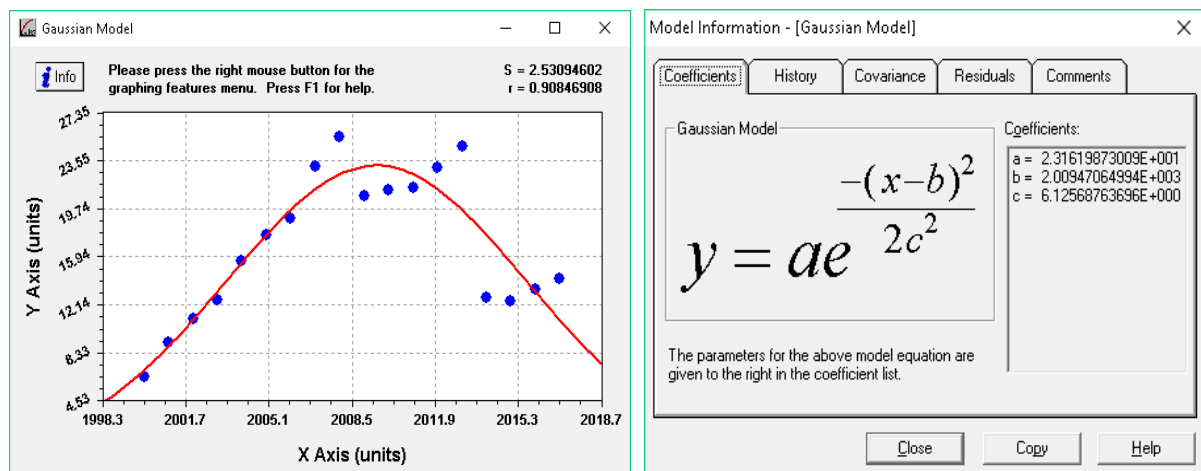 Gaussian Model
Info
Please press the right mouse button for the
graphing features menu. Press F1 for help.
S = 2.53094602
r = 0.90846908
27.35
23.55
19.74
15.94
12.14
8.33
4.53
Y Axis (units)
1998.3 2001.7 2005.1 2008.5 2011.9 2015.3 2018.7
X Axis (units)
Model Information - [Gaussian Model]
Coefficients History Covariance Residuals Comments
Gaussian Model
y = ae^{\frac{-(x-b)^2}{2c^2}}
The parameters for the above model equation are
given to the right in the coefficient list.
Coefficients:
a = 2.31619873009E+001
b = 2.00947064994E+003
c = 6.12568763696E+000
Close Copy Help